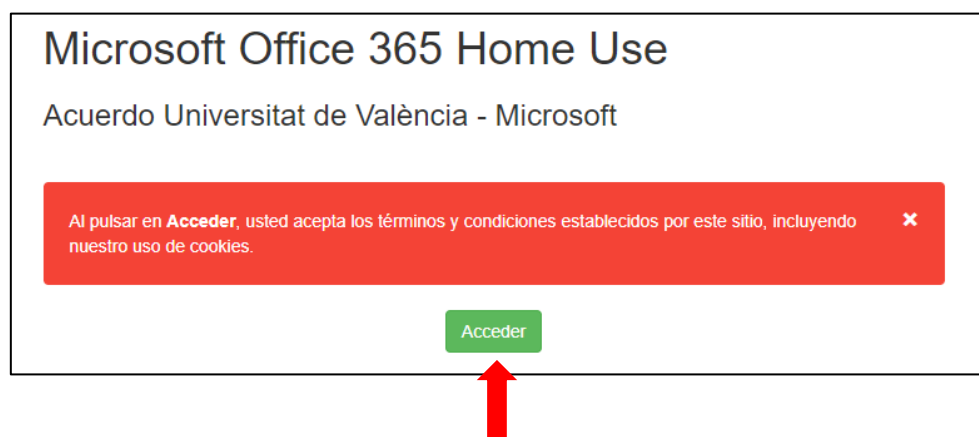 Microsoft Office 365 Home Use
Acuerdo Universitat de València - Microsoft
Al pulsar en Acceder, usted acepta los términos y condiciones establecidos por este sitio, incluyendo
nuestro uso de cookies.
Acceder